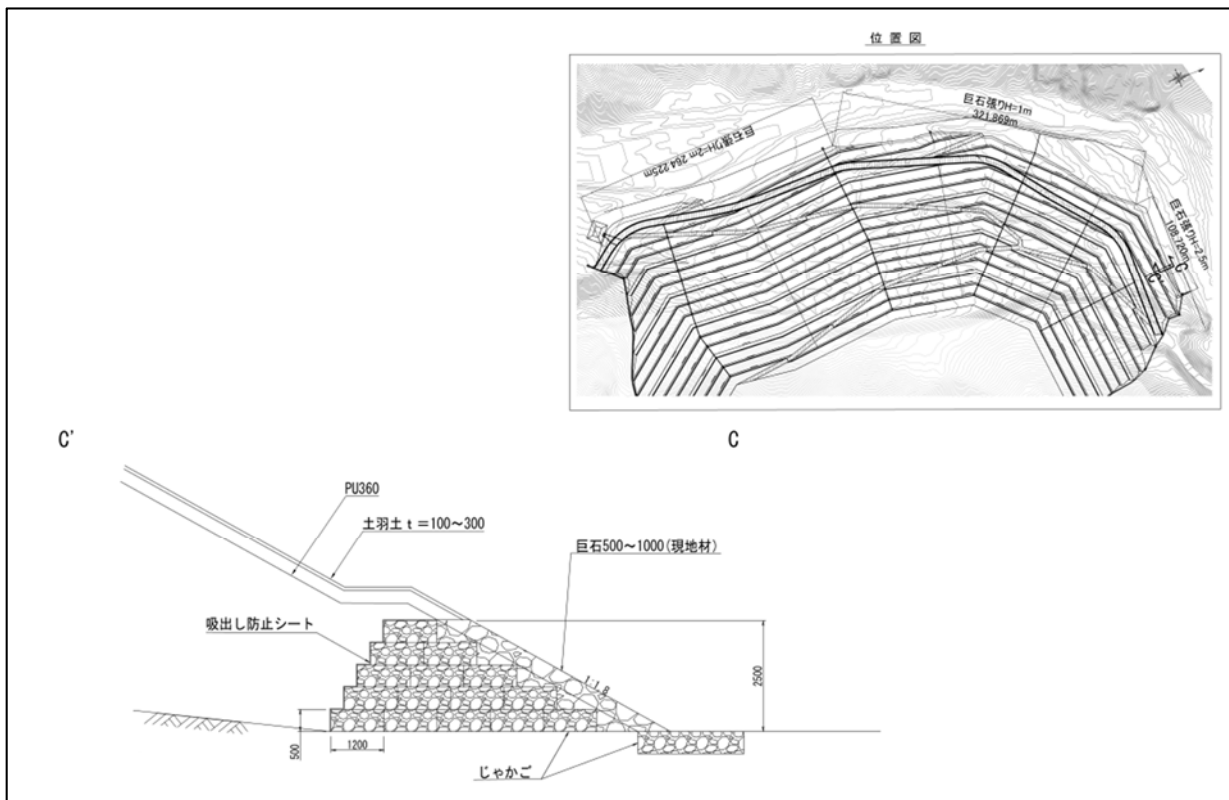 位置図
巨石張りH=1m
321.869m
巨石張りH=2m 264.225m
巨石張りH=2.5m
108.720m
C'
C
C'
C
PU360
土羽土 t=100~300
巨石500~1000(現地材)
吸出し防止シート
1:1.8
2500
500
1200
じゃかご